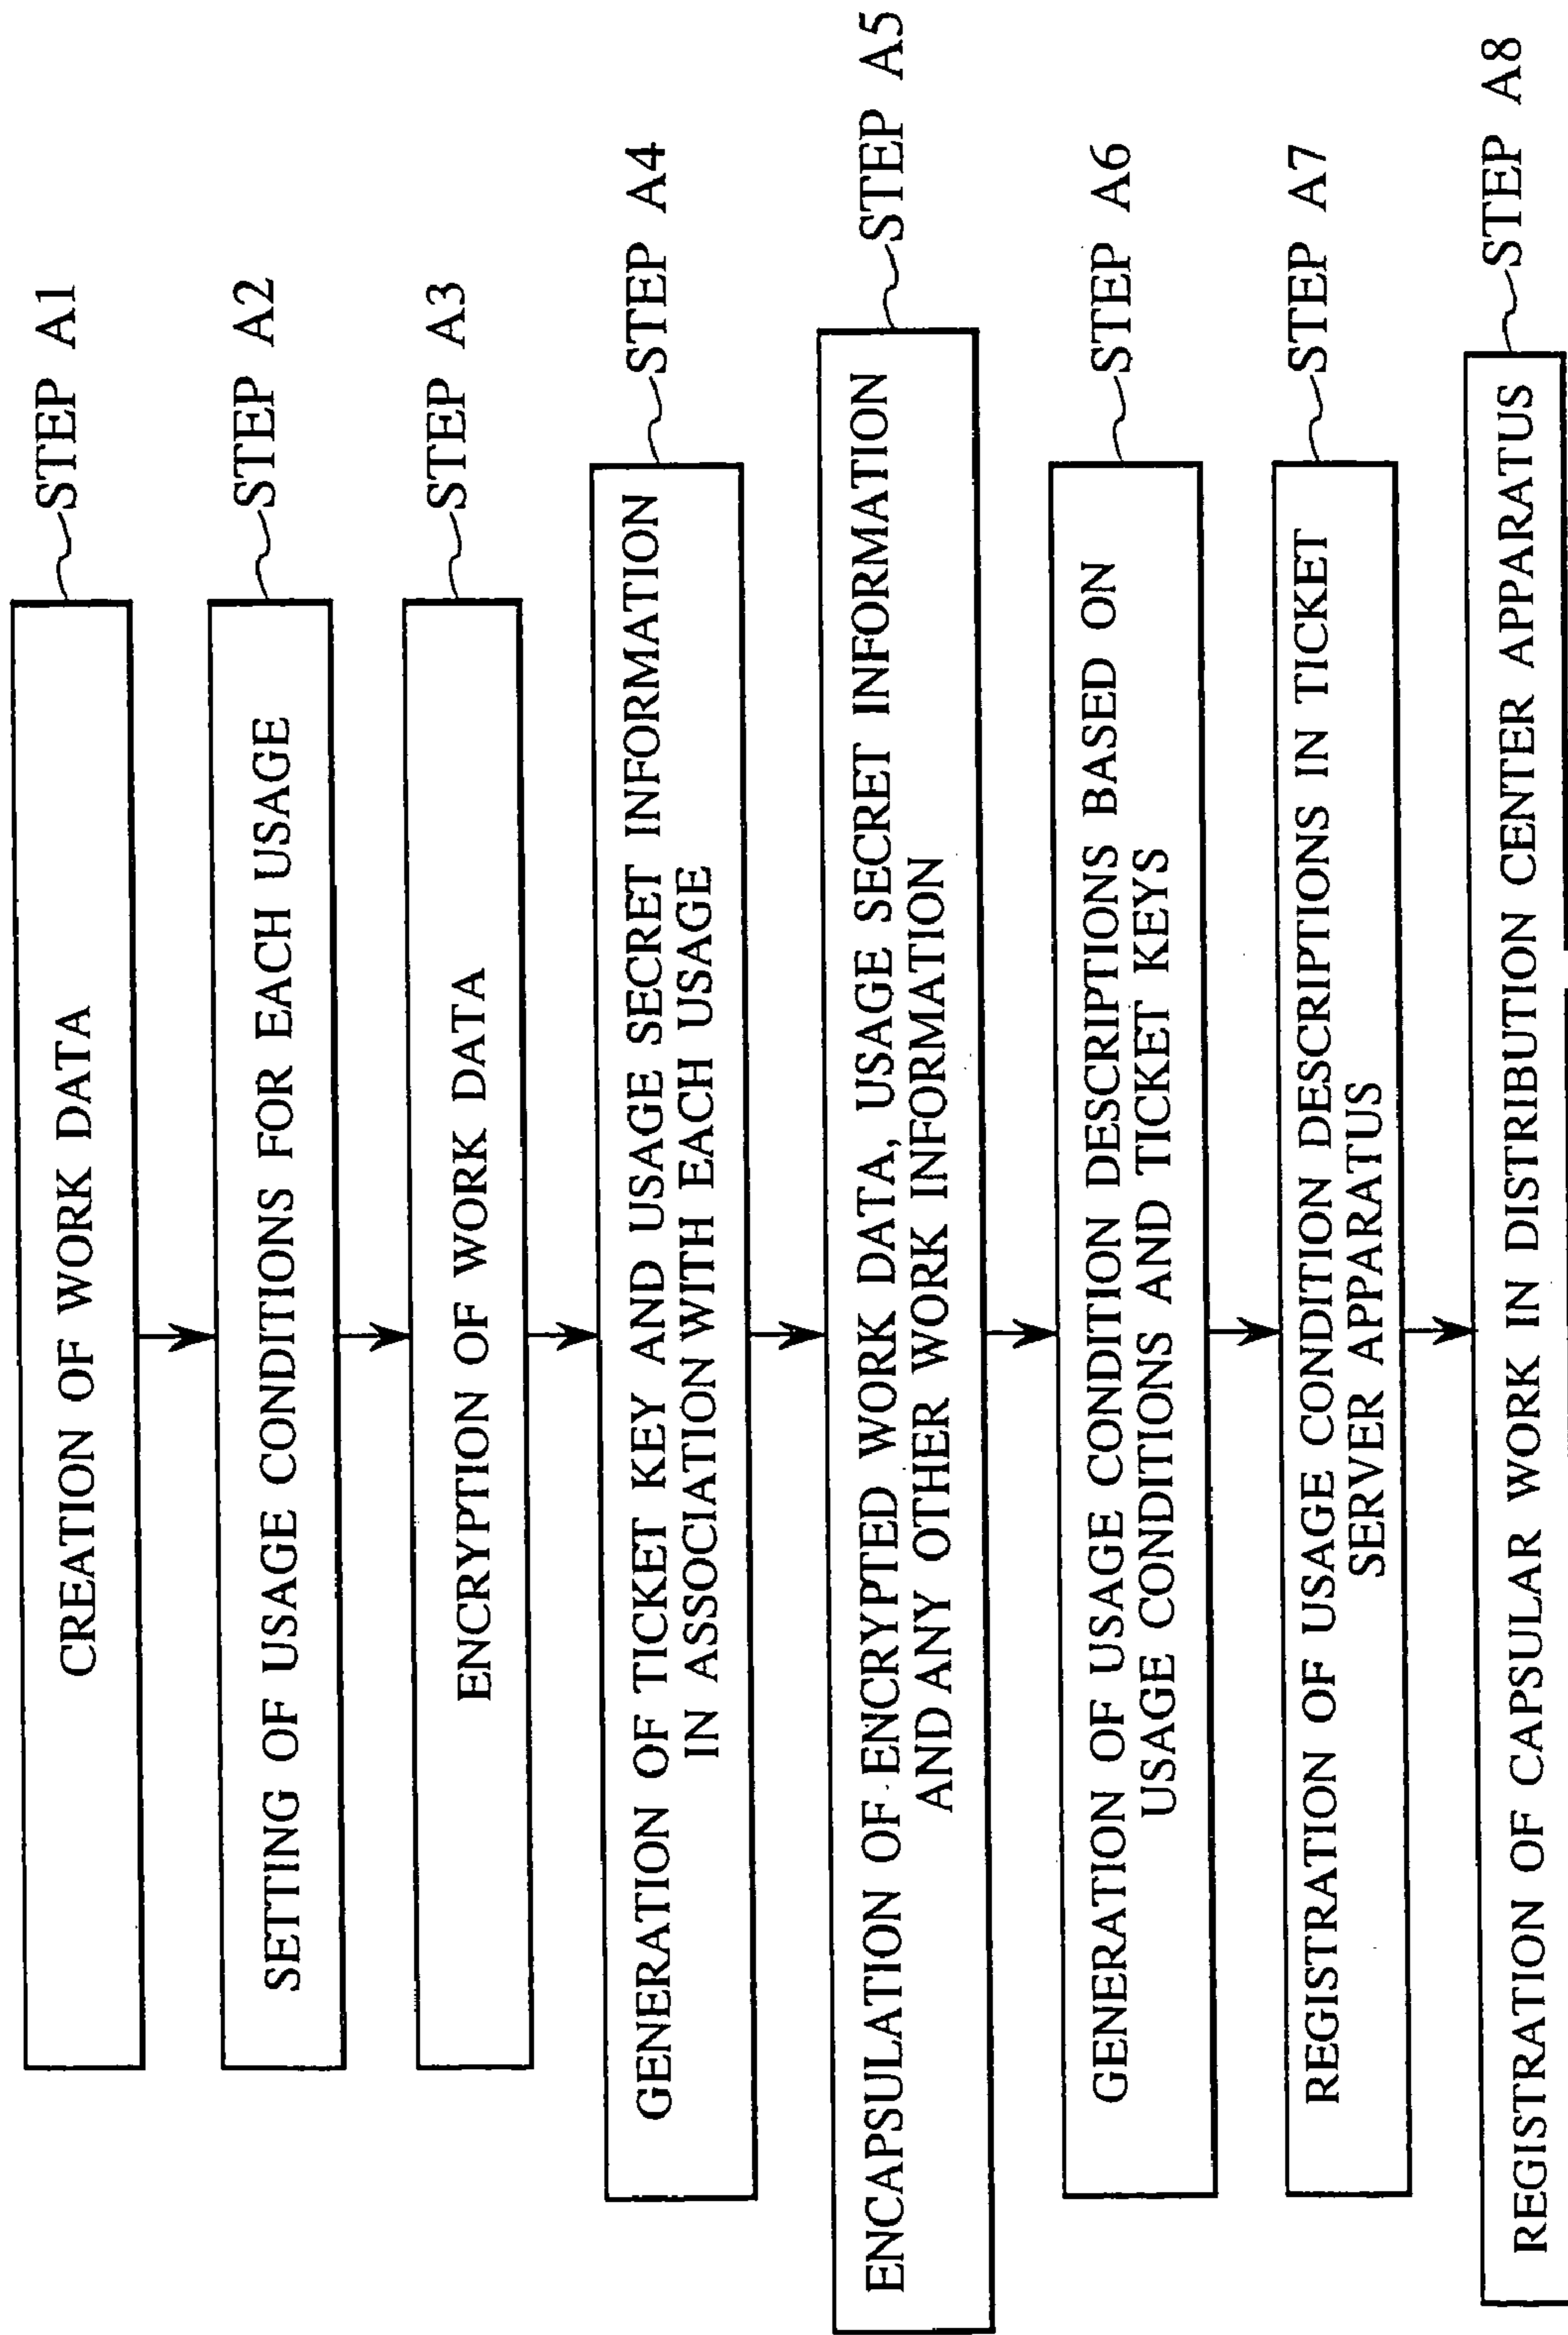 CREATION OF WORK DATA
STEP A1
SETTING OF USAGE CONDITIONS FOR EACH USAGE
STEP A2
ENCRYPTION OF WORK DATA
STEP A3
GENERATION OF TICKET KEY AND USAGE SECRET INFORMATION
IN ASSOCIATION WITH EACH USAGE
STEP A4
ENCAPSULATION OF ENCRYPTED WORK DATA, USAGE SECRET INFORMATION
AND ANY OTHER WORK INFORMATION
STEP A5
GENERATION OF USAGE CONDITION DESCRIPTIONS BASED ON
USAGE CONDITIONS AND TICKET KEYS
STEP A6
REGISTRATION OF USAGE CONDITION DESCRIPTIONS IN TICKET
SERVER APPARATUS
STEP A7
REGISTRATION OF CAPSULAR WORK IN DISTRIBUTION CENTER APPARATUS
STEP A8